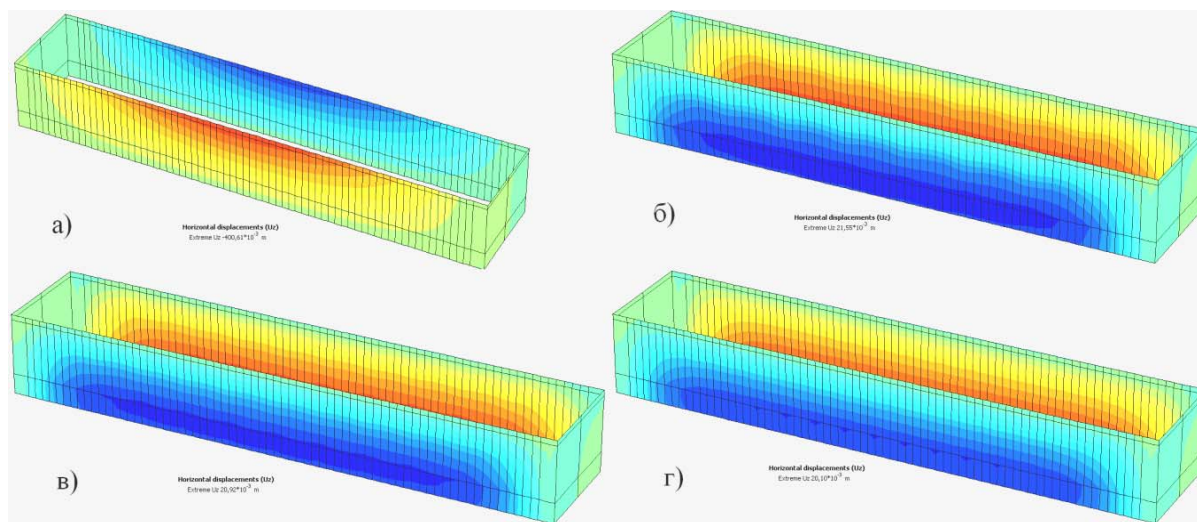 а)
Horizontal displacements (Uz)
Extreme Uz -400,61*10⁻³ m
б)
Horizontal displacements (Uz)
Extreme Uz 21,55*10⁻³ m
в)
Horizontal displacements (Uz)
Extreme Uz 20,92*10⁻³ m
г)
Horizontal displacements (Uz)
Extreme Uz 20,10*10⁻³ m